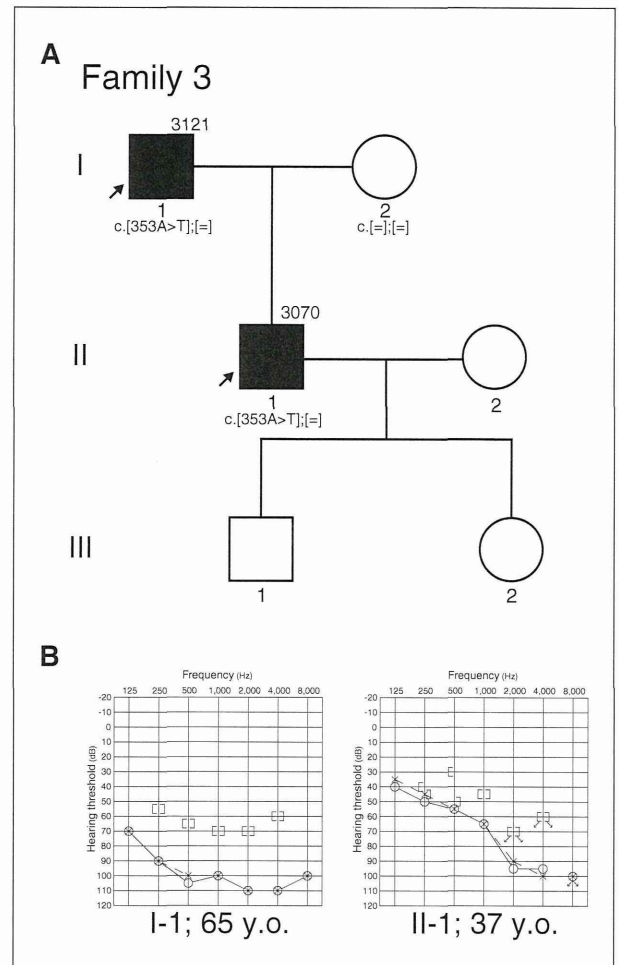 A
Family 3
3121
I
1
2
c.[353A>T];[=]
c.[=];[=]
3070
II
1
2
c.[353A>T];[=]
III
1
2
B
Frequency (Hz)
125 250 500 1,000 2,000 4,000 8,000
Hearing threshold (dB)
-20
-10
0
10
20
30
40
50
60
70
80
90
100
110
120
I-1; 65 y.o.
Frequency (Hz)
125 250 500 1,000 2,000 4,000 8,000
Hearing threshold (dB)
-20
-10
0
10
20
30
40
50
60
70
80
90
100
110
120
II-1; 37 y.o.